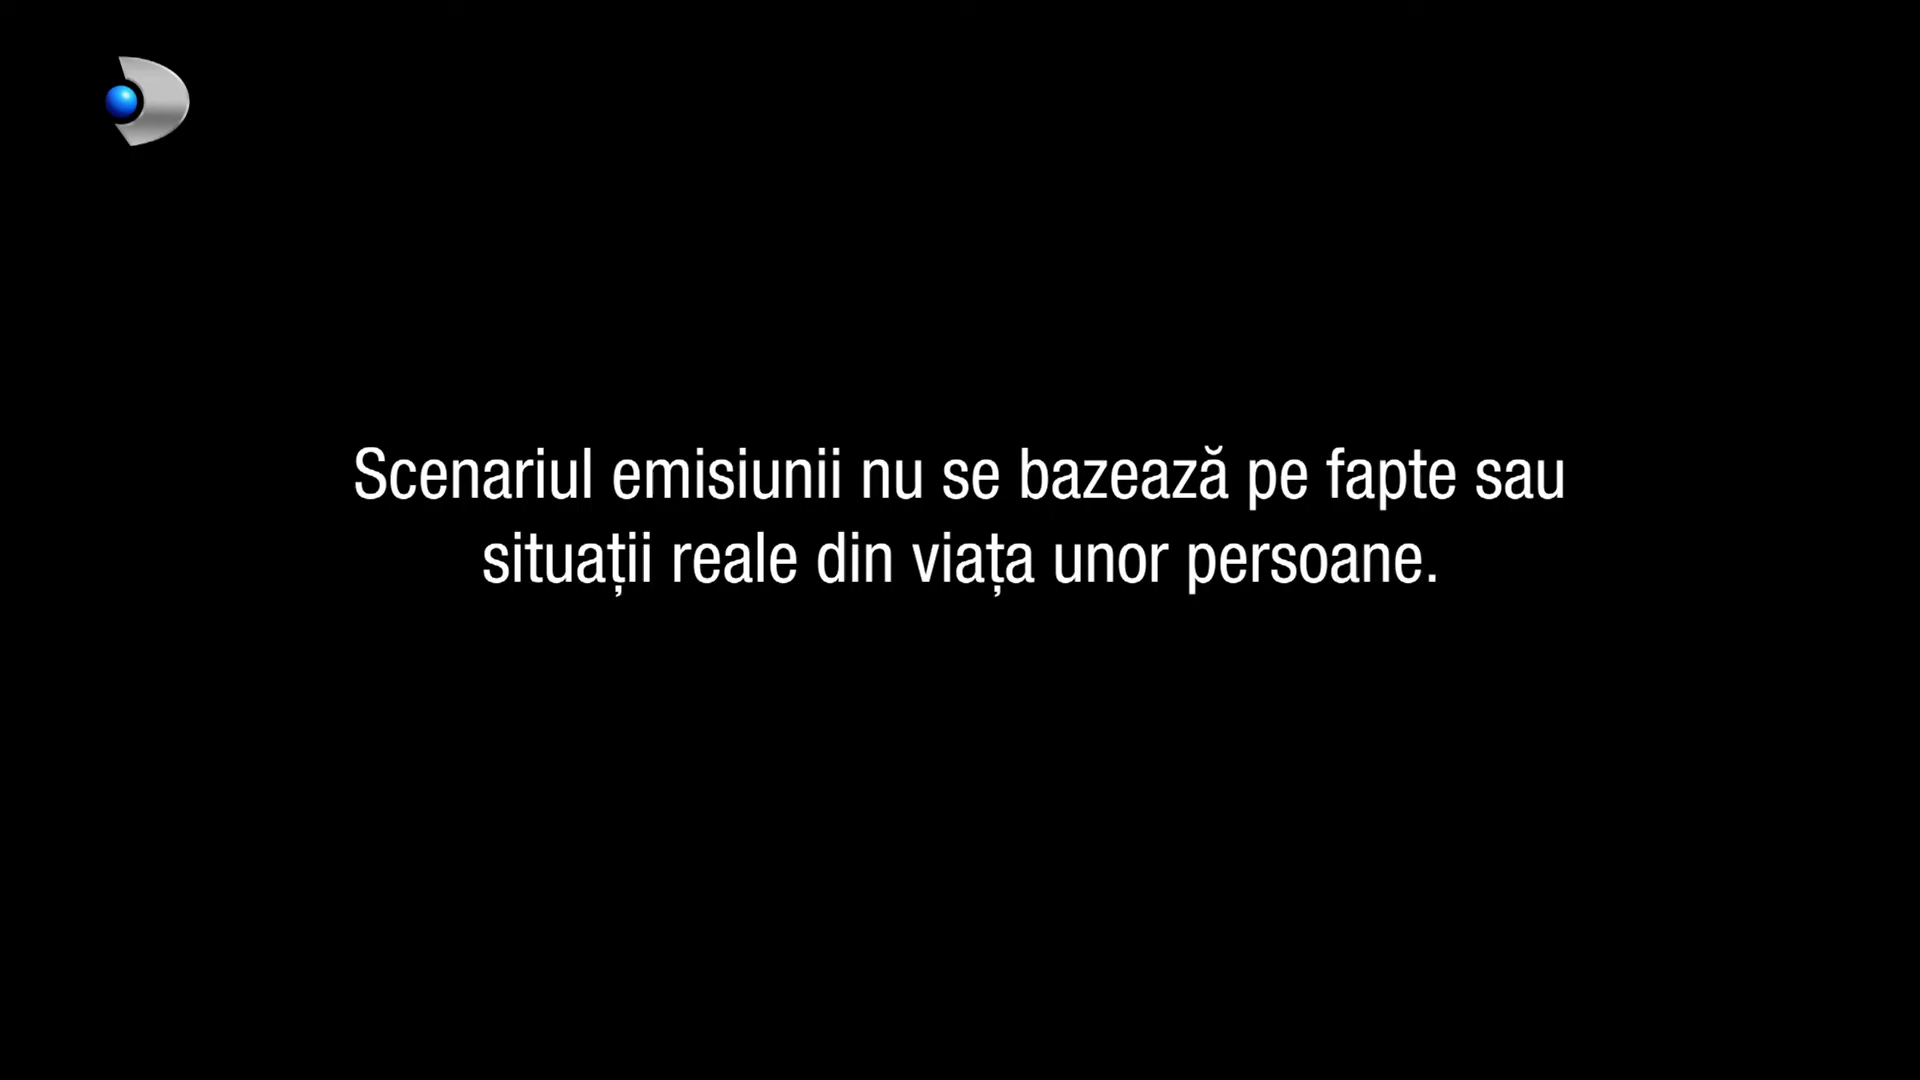 Scenariul emisiunii nu se bazează pe fapte sau
situații reale din viața unor persoane.